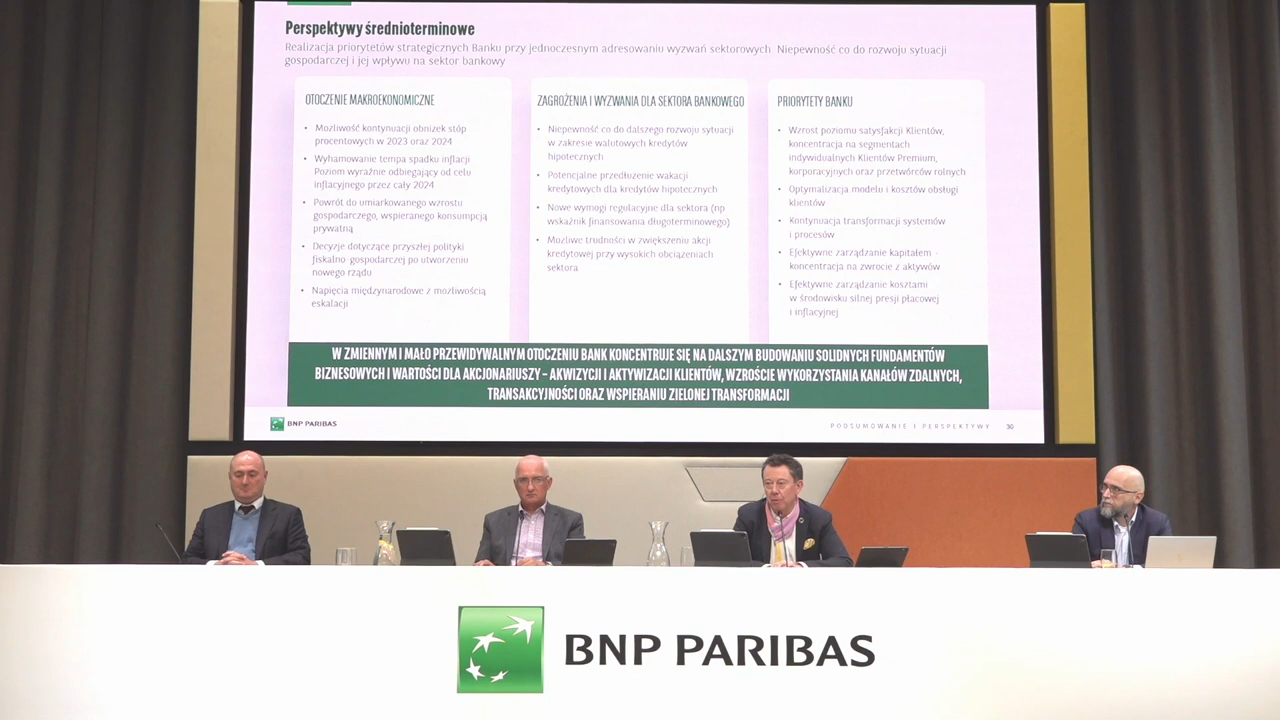 Perspektywy średnioterminowe
Realizacja priorytetów strategicznych Banku przy jednoczesnym adresowaniu wyzwań sektorowych. Niepewność co do rozwoju sytuacji
gospodarczej i jej wpływu na sektor bankowy
OTOCZENIE MAKROEKONOMICZNE
• Możliwość kontynuacji obniżek stóp
procentowych w 2023 oraz 2024
• Wyhamowanie tempa spadku inflacji
Poziom wyraźnie odbiegający od celu
inflacyjnego przez cały 2024
• Powrót do umiarkowanego wzrostu
gospodarczego, wspieranego konsumpcją
prywatną
• Decyzje dotyczące przyszłej polityki
fiskalno-gospodarczej po utworzeniu
nowego rządu
• Napięcia międzynarodowe z możliwością
eskalacji
ZAGROŻENIA I WYZWANIA DLA SEKTORA BANKOWEGO
• Niepewność co do dalszego rozwoju sytuacji
w zakresie walutowych kredytów
hipotecznych
• Potencjalne przedłużenie wakacji
kredytowych dla kredytów hipotecznych
• Nowe wymogi regulacyjne dla sektora (np
wskaźnik finansowania długoterminowego)
• Możliwe trudności w zwiększeniu akcji
kredytowej przy wysokich obciążeniach
sektora
PRIORYTETY BANKU
• Wzrost poziomu satysfakcji Klientów,
koncentracja na segmentach
indywidualnych Klientów Premium,
korporacyjnych oraz przetwórców rolnych
• Optymalizacja modelu i kosztów obsługi
klientów
• Kontynuacja transformacji systemów
i procesów
• Efektywne zarządzanie kapitałem -
koncentracja na zwrocie z aktywów
• Efektywne zarządzanie kosztami
w środowisku silnej presji płacowej
i inflacyjnej
W ZMIENNYM I MAŁO PRZEWIDYWALNYM OTOCZENIU BANK KONCENTRUJE SIĘ NA DALSZYM BUDOWANIU SOLIDNYCH FUNDAMENTÓW
BIZNESOWYCH I WARTOŚCI DLA AKCJONARIUSZY – AKWIZYCJI I AKTYWIZACJI KLIENTÓW, WZROŚCIE WYKORZYSTANIA KANAŁÓW ZDALNYCH,
TRANSAKCYJNOŚCI ORAZ WSPIERANIU ZIELONEJ TRANSFORMACJI
BNP PARIBAS
PODSUMOWANIE I PERSPEKTYWY 30
BNP PARIBAS